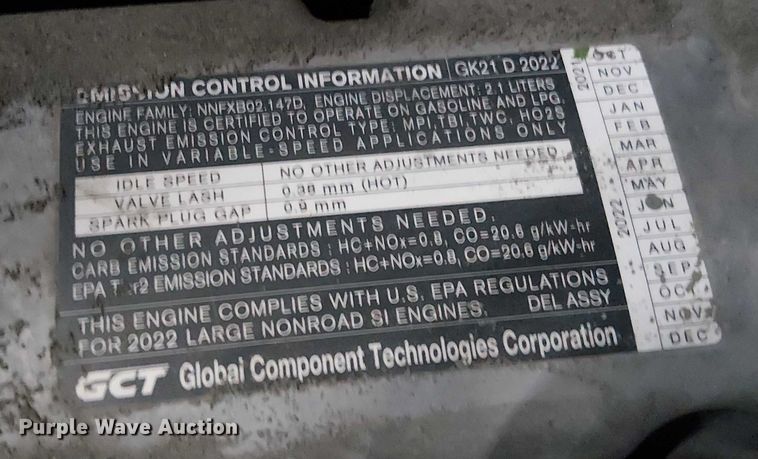 EMISSION CONTROL INFORMATION GK21 D 2022
ENGINE FAMILY: NNFXB02.147D, ENGINE DISPLACEMENT: 2.1 LITERS
THIS ENGINE IS CERTIFIED TO OPERATE ON GASOLINE AND LPG.
EXHAUST EMISSION CONTROL TYPE: MPI, TBI, TWC, HO2S
USE IN VARIABLE-SPEED APPLICATIONS ONLY
IDLE SPEED NO OTHER ADJUSTMENTS NEEDED
VALVE LASH 0.38 mm (HOT)
SPARK PLUG GAP 0.9 mm
NO OTHER ADJUSTMENTS NEEDED.
CARB EMISSION STANDARDS : HC+NOx=0.8, CO=20.6 g/kW-hr
EPA Tier2 EMISSION STANDARDS : HC+NOx=0.8, CO=20.6 g/kW-hr
THIS ENGINE COMPLIES WITH U.S. EPA REGULATIONS
FOR 2022 LARGE NONROAD SI ENGINES. DEL ASSY
GCT Global Component Technologies Corporation
2021
OCT
NOV
DEC
2022
JAN
FEB
MAR
APR
MAY
JUN
JUL
AUG
SEP
OCT
NOV
DEC
Purple Wave Auction